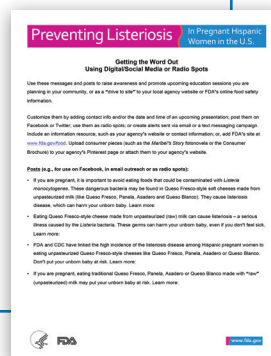 Preventing Listeriosis
In Pregnant Hispanic
Women in the U.S.
Getting the Word Out
Using Digital/Social Media or Radio Spots
Use these messages and posts to raise awareness and promote upcoming education sessions you are
planning in your community, or as a "drive to site" to your local agency website or FDA's online food safety
information.
Customize them by adding contact info and/or the date and time of an upcoming presentation; post them on
Facebook or Twitter; use them as radio spots; or create alerts sent via email or a text messaging campaign.
Include an information resource, such as your agency's website or contact information; or, add FDA's site at
www.fda.gov/food. Upload consumer pieces (such as the Maribel's Story fotonovela or the Consumer
Brochure) to your agency's Pinterest page or attach them to your agency's website.
Posts (e.g., for use on Facebook, in email outreach or as radio spots):
• If you are pregnant, it is important to avoid eating foods that could be contaminated with Listeria
monocytogenes. These dangerous bacteria may be found in Queso Fresco-style soft cheeses made from
unpasteurized milk (like Queso Fresco, Panela, Asadero and Queso Blanco). They cause listeriosis
disease, which can harm your unborn baby. Learn more:
• Eating Queso Fresco-style cheese made from unpasteurized (raw) milk can cause listeriosis – a serious
illness caused by the Listeria bacteria. These germs can harm your unborn baby, even if you don't feel sick.
Learn more:
• FDA and CDC have linked the high incidence of the listeriosis disease among Hispanic pregnant women to
eating unpasteurized Queso Fresco-style cheeses like Queso Fresco, Panela, Asadero or Queso Blanco.
Don't put your unborn baby at risk. Learn more:
• If you are pregnant, eating traditional Queso Fresco, Panela, Asadero or Queso Blanco made with "raw"
(unpasteurized) milk may put your unborn baby at risk. Learn more:
FDA
www.fda.gov